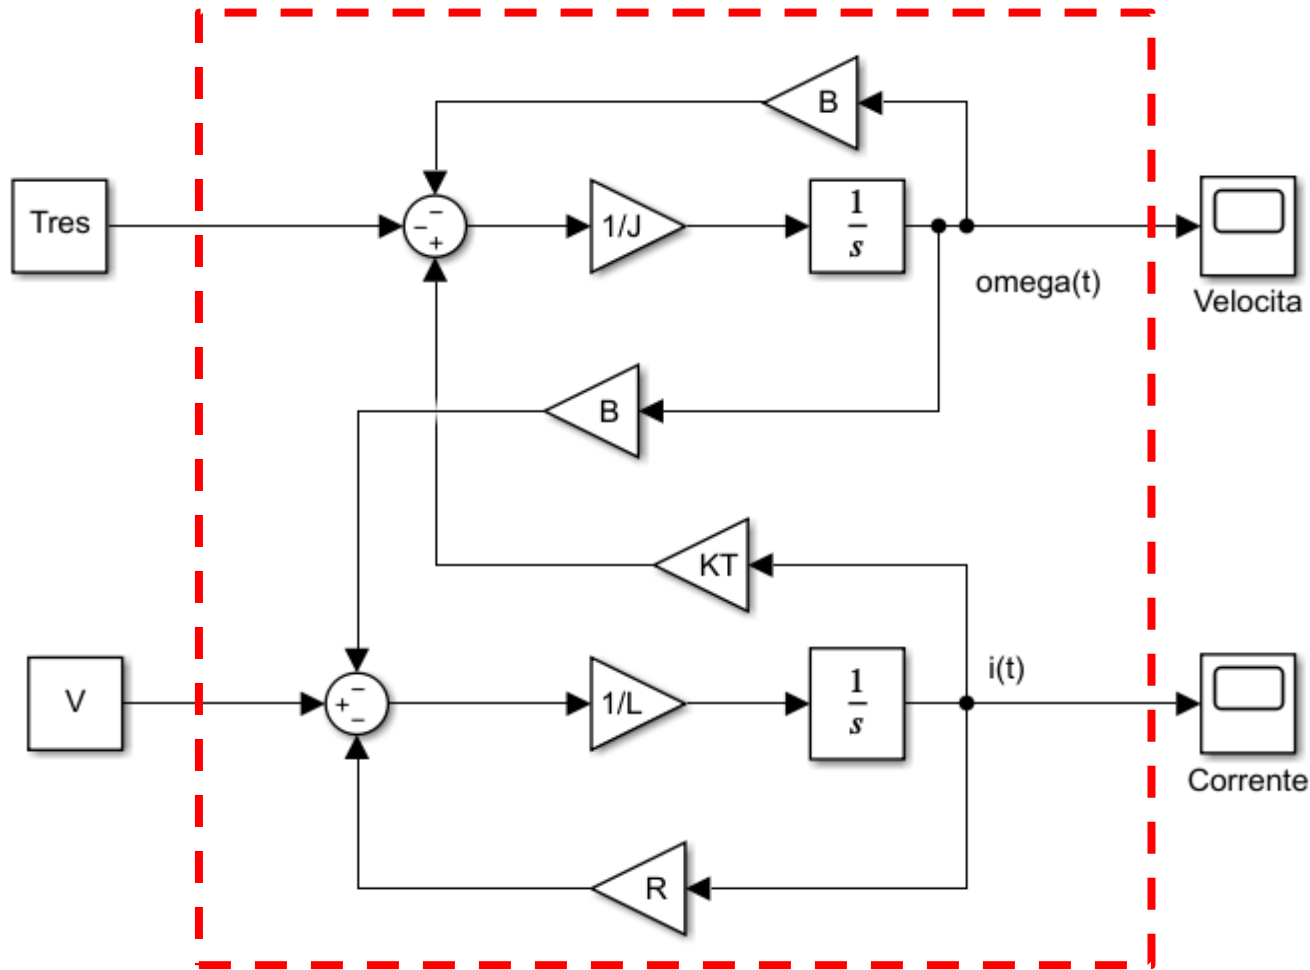 B
Tres
−
−
+
1/J
1
s
omega(t)
Velocita
B
KT
V
−
+
−
1/L
1
s
i(t)
Corrente
R